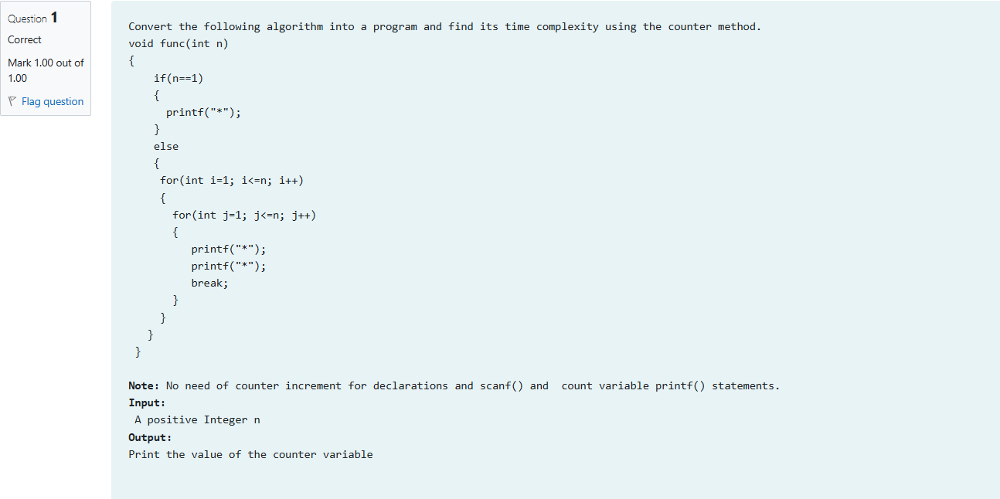 Question 1
Correct
Mark 1.00 out of
1.00
Flag question
Convert the following algorithm into a program and find its time complexity using the counter method.
void func(int n)
{
    if(n==1)
    {
      printf("*");
    }
    else
    {
     for(int i=1; i<=n; i++)
     {
       for(int j=1; j<=n; j++)
       {
          printf("*");
          printf("*");
          break;
       }
     }
   }
 }
Note: No need of counter increment for declarations and scanf() and  count variable printf() statements.
Input:
 A positive Integer n
Output:
Print the value of the counter variable